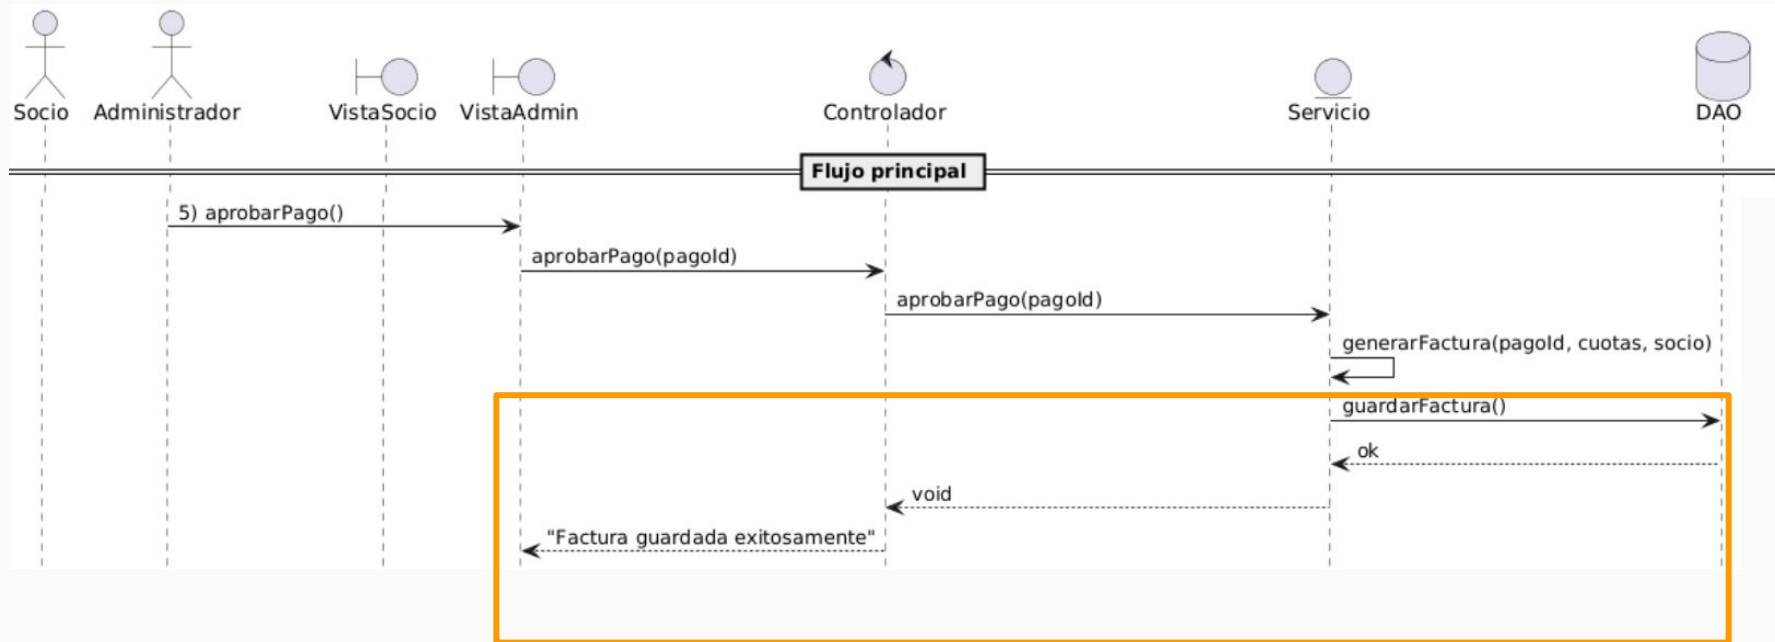 Socio
Administrador
VistaSocio
VistaAdmin
Controlador
Servicio
DAO
Flujo principal
5) aprobarPago()
aprobarPago(pagoId)
aprobarPago(pagoId)
generarFactura(pagoId, cuotas, socio)
guardarFactura()
ok
void
"Factura guardada exitosamente"